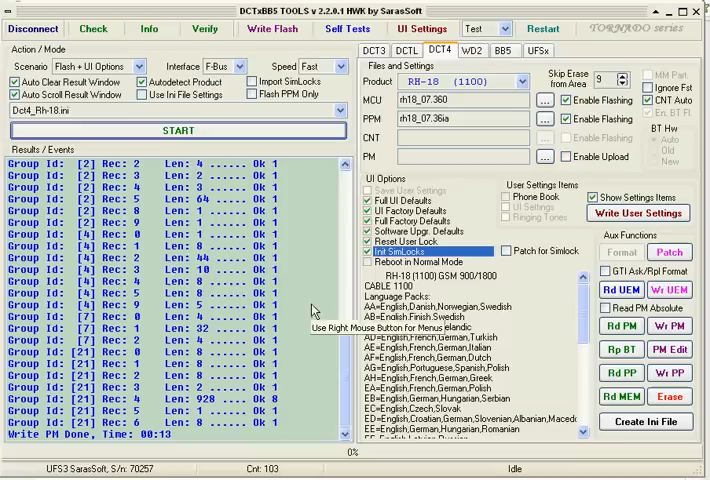 DCTxBB5 TOOLS v 2.2.0.1 HWK by SarasSoft
Disconnect Check Info Verify Write Flash Self Tests UI Settings Test Restart TORNADO series
Action / Mode
Scenario Flash + UI Options Interface F-Bus Speed Fast
Auto Clear Result Window Autodetect Product Import SimLocks
Auto Scroll Result Window Use Ini File Settings Flash PPM Only
Dct4_Rh-18.ini
START
Results / Events
Group Id: [2] Rec: 2 Len: 4 ...... Ok 1
Group Id: [2] Rec: 3 Len: 2 ...... Ok 1
Group Id: [2] Rec: 4 Len: 3 ...... Ok 1
Group Id: [2] Rec: 5 Len: 64 ...... Ok 1
Group Id: [2] Rec: 8 Len: 2 ...... Ok 1
Group Id: [2] Rec: 9 Len: 1 ...... Ok 1
Group Id: [4] Rec: 0 Len: 1 ...... Ok 1
Group Id: [4] Rec: 1 Len: 8 ...... Ok 1
Group Id: [4] Rec: 2 Len: 44 ...... Ok 1
Group Id: [4] Rec: 3 Len: 10 ...... Ok 1
Group Id: [4] Rec: 4 Len: 8 ...... Ok 1
Group Id: [4] Rec: 5 Len: 8 ...... Ok 1
Group Id: [4] Rec: 9 Len: 5 ...... Ok 1
Group Id: [7] Rec: 0 Len: 4 ...... Ok 1
Group Id: [7] Rec: 1 Len: 32 ...... Ok 1
Group Id: [7] Rec: 2 Len: 4 ...... Ok 1
Group Id: [21] Rec: 0 Len: 8 ...... Ok 1
Group Id: [21] Rec: 1 Len: 8 ...... Ok 1
Group Id: [21] Rec: 2 Len: 8 ...... Ok 1
Group Id: [21] Rec: 3 Len: 2 ...... Ok 1
Group Id: [21] Rec: 4 Len: 928 ...... Ok 8
Group Id: [21] Rec: 5 Len: 1 ...... Ok 1
Group Id: [21] Rec: 6 Len: 8 ...... Ok 1
Write PM Done, Time: 00:13
Use Right Mouse Button for Menus
DCT3 DCTL DCT4 WD2 BB5 UFSx
Files and Settings
Product RH-18 (1100) Skip Erase from Area 9
MM Part.
Ignore Fst
CNT Auto
En. BT Fl.
MCU rh18_07.360 ... Enable Flashing
PPM rh18_07.36ia ... Enable Flashing
CNT ... Enable Flashing
PM ... Enable Upload
BT Hw
Auto
Old
New
UI Options
Save User Settings
Full UI Defaults
UI Factory Defaults
Full Factory Defaults
Software Upgr. Defaults
Reset User Lock
Init SimLocks
Reboot in Normal Mode
User Settings Items
Phone Book
UI Settings
Ringing Tones
Show Settings Items
Write User Settings
Patch for Simlock
RH-18 (1100) GSM 900/1800
CABLE 1100
Language Packs:
AA=English,Danish,Norwegian,Swedish
AB=English,Finish,Swedish
elandic
AD=English,French,German,Turkish
AE=English,French,German,Italian
AF=English,French,German,Dutch
AG=English,Portuguese,Spanish,Polish
AH=English,French,German,Greek
EA=English,French,German,Polish
EB=English,German,Hungarian,Serbian
EC=English,Czech,Slovak
ED=English,Croatian,German,Slovenian,Albanian,Macedc
EE=English,German,Hungarian,Romanian
Aux Functions
Format Patch
GTI Ask/Rpl Format
Rd UEM Wr UEM
Read PM Absolute
Rd PM Wr PM
Rp BT PM Edit
Rd PP Wr PP
Rd MEM Erase
Create Ini File
0%
UFS3 SarasSoft, S/n: 70257 Cnt: 103 Idle